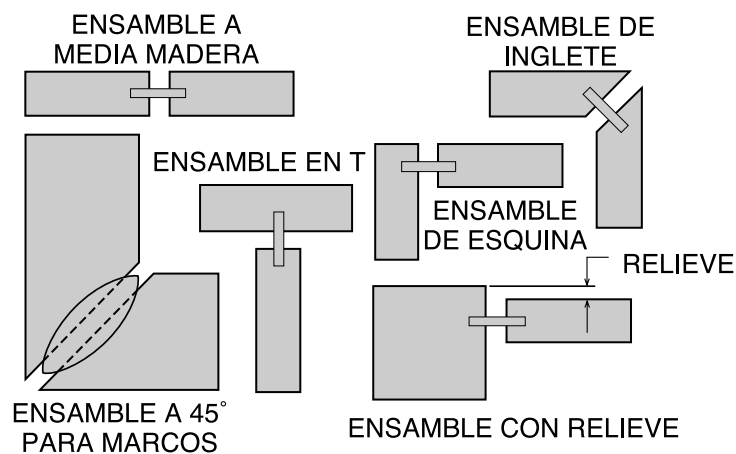 ENSAMBLE A
MEDIA MADERA
ENSAMBLE DE
INGLETE
ENSAMBLE EN T
ENSAMBLE
DE ESQUINA
RELIEVE
ENSAMBLE A 45°
PARA MARCOS
ENSAMBLE CON RELIEVE